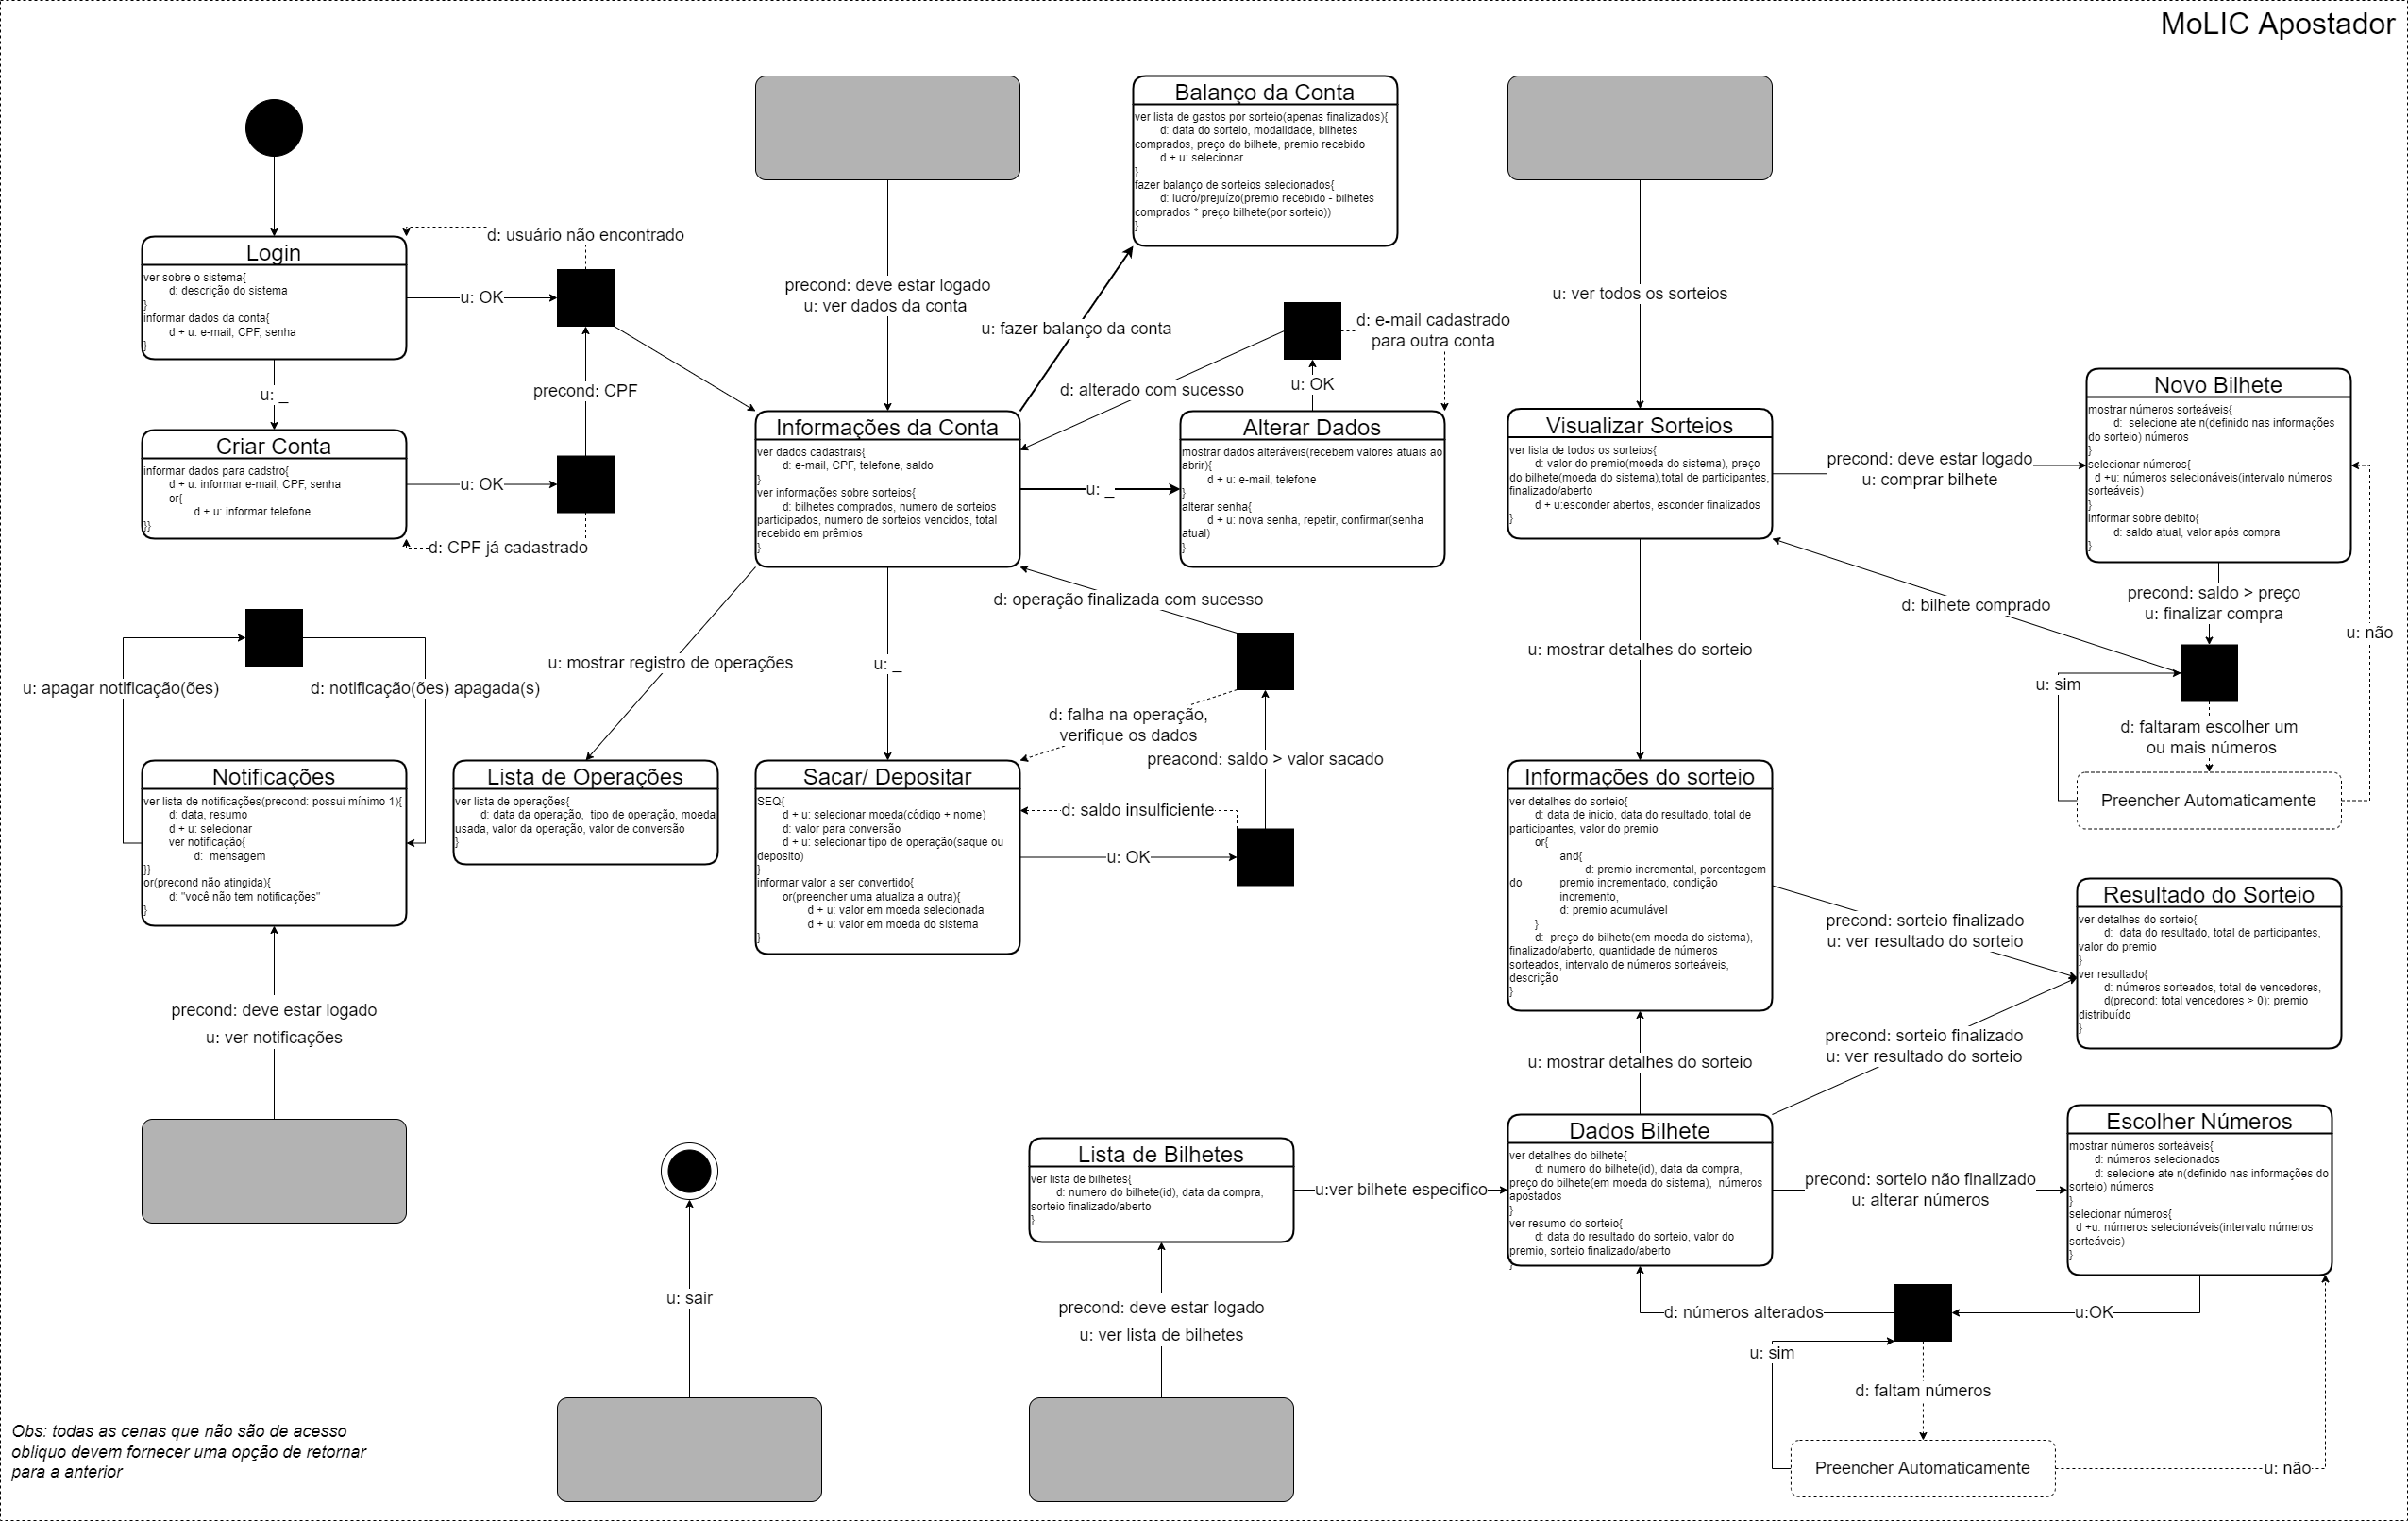 MoLIC Apostador
Login
ver sobre o sistema{
d: descrição do sistema
}
informar dados da conta{
d + u: e-mail, CPF, senha
}
d: usuário não encontrado
u: OK
u: _
precond: CPF
Criar Conta
informar dados para cadstro{
d + u: informar e-mail, CPF, senha
or{
d + u: informar telefone
}}
u: OK
d: CPF já cadastrado
u: apagar notificação(ões)
d: notificação(ões) apagada(s)
Notificações
ver lista de notificações(precond: possui mínimo 1){
d: data, resumo
d + u: selecionar
ver notificação{
d:  mensagem
}}
or(precond não atingida){
d: "você não tem notificações"
}
precond: deve estar logado
u: ver notificações
Obs: todas as cenas que não são de acesso
obliquo devem fornecer uma opção de retornar
para a anterior
precond: deve estar logado
u: ver dados da conta
Balanço da Conta
ver lista de gastos por sorteio(apenas finalizados){
d: data do sorteio, modalidade, bilhetes
comprados, preço do bilhete, premio recebido
d + u: selecionar
}
fazer balanço de sorteios selecionados{
d: lucro/prejuízo(premio recebido - bilhetes
comprados * preço bilhete(por sorteio))
}
u: fazer balanço da conta
d: e-mail cadastrado
para outra conta
u: OK
d: alterado com sucesso
Informações da Conta
ver dados cadastrais{
d: e-mail, CPF, telefone, saldo
}
ver informações sobre sorteios{
d: bilhetes comprados, numero de sorteios
participados, numero de sorteios vencidos, total
recebido em prêmios
}
u: _
Alterar Dados
mostrar dados alteráveis(recebem valores atuais ao
abrir){
d + u: e-mail, telefone
}
alterar senha{
d + u: nova senha, repetir, confirmar(senha
atual)
}
d: operação finalizada com sucesso
u: mostrar registro de operações
u: _
d: falha na operação,
verifique os dados
preacond: saldo > valor sacado
Lista de Operações
ver lista de operações{
d: data da operação,  tipo de operação, moeda
usada, valor da operação, valor de conversão
}
Sacar/ Depositar
SEQ{
d + u: selecionar moeda(código + nome)
d: valor para conversão
d + u: selecionar tipo de operação(saque ou
deposito)
}
informar valor a ser convertido{
or(preencher uma atualiza a outra){
d + u: valor em moeda selecionada
d + u: valor em moeda do sistema
}
d: saldo insuficiente
u: OK
u: sair
Lista de Bilhetes
ver lista de bilhetes{
d: numero do bilhete(id), data da compra,
sorteio finalizado/aberto
}
u:ver bilhete especifico
precond: deve estar logado
u: ver lista de bilhetes
u: ver todos os sorteios
Visualizar Sorteios
ver lista de todos os sorteios{
d: valor do premio(moeda do sistema), preço
do bilhete(moeda do sistema),total de participantes,
finalizado/aberto
d + u:esconder abertos, esconder finalizados
}
precond: deve estar logado
u: comprar bilhete
Novo Bilhete
mostrar números sorteáveis{
d:  selecione ate n(definido nas informações
do sorteio) números
}
selecionar números{
d +u: números selecionáveis(intervalo números
sorteáveis)
}
informar sobre debito{
d: saldo atual, valor após compra
}
precond: saldo > preço
u: finalizar compra
d: bilhete comprado
u: não
u: sim
d: faltaram escolher um
ou mais números
Preencher Automaticamente
u: mostrar detalhes do sorteio
Informações do sorteio
ver detalhes do sorteio{
d: data de inicio, data do resultado, total de
participantes, valor do premio
or{
and{
d: premio incremental, porcentagem
do premio incrementado, condição
incremento,
d: premio acumulável
}
d:  preço do bilhete(em moeda do sistema),
finalizado/aberto, quantidade de números
sorteados, intervalo de números sorteáveis,
descrição
}
precond: sorteio finalizado
u: ver resultado do sorteio
Resultado do Sorteio
ver detalhes do sorteio{
d:  data do resultado, total de participantes,
valor do premio
}
ver resultado{
d: números sorteados, total de vencedores,
d(precond: total vencedores > 0): premio
distribuído
}
precond: sorteio finalizado
u: ver resultado do sorteio
u: mostrar detalhes do sorteio
Dados Bilhete
ver detalhes do bilhete{
d: numero do bilhete(id), data da compra,
preço do bilhete(em moeda do sistema),  números
apostados
}
ver resumo do sorteio{
d: data do resultado do sorteio, valor do
premio, sorteio finalizado/aberto
}
precond: sorteio não finalizado
u: alterar números
Escolher Números
mostrar números sorteáveis{
d: números selecionados
d: selecione ate n(definido nas informações do
sorteio) números
}
selecionar números{
d +u: números selecionáveis(intervalo números
sorteáveis)
}
d: números alterados
u:OK
u: sim
d: faltam números
Preencher Automaticamente
u: não